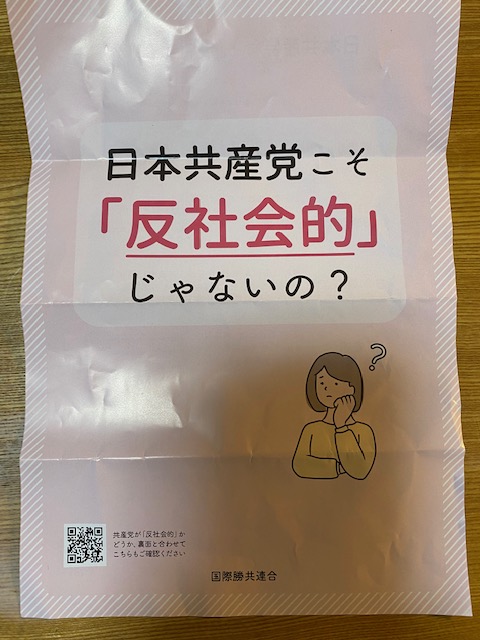 日本共産党こそ
「反社会的」
じゃないの?
?
共産党が「反社会的」か
どうか、裏面と合わせて
こちらもご確認ください
国際勝共連合